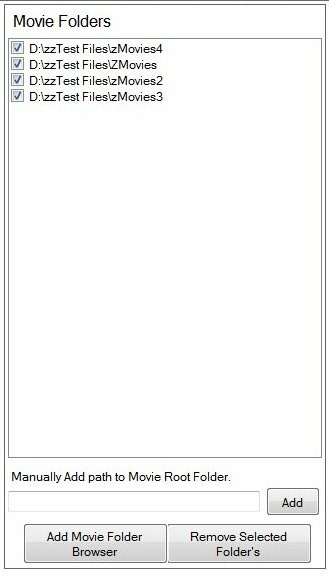 Movie Folders
D:\zzTest Files\zMovies4
D:\zzTest Files\ZMovies
D:\zzTest Files\zMovies2
D:\zzTest Files\zMovies3
Manually Add path to Movie Root Folder.
Add
Add Movie Folder
Browser
Remove Selected
Folder's